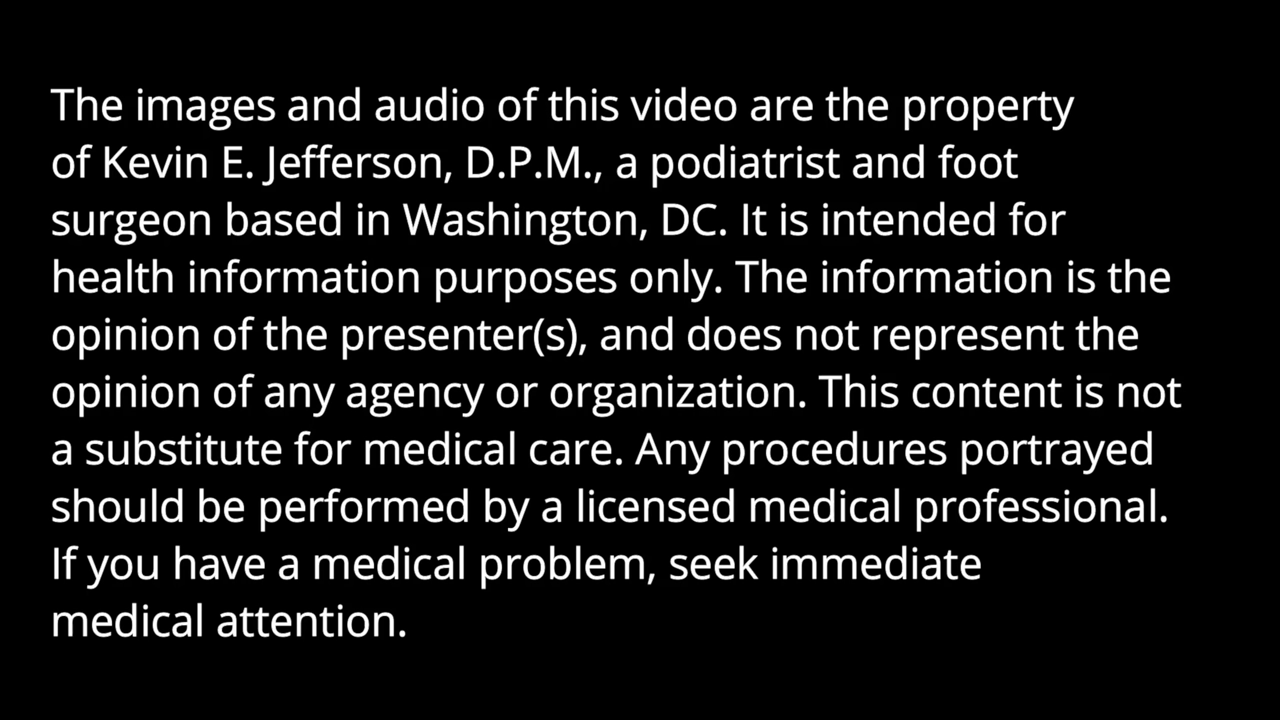 The images and audio of this video are the property
of Kevin E. Jefferson, D.P.M., a podiatrist and foot
surgeon based in Washington, DC. It is intended for
health information purposes only. The information is the
opinion of the presenter(s), and does not represent the
opinion of any agency or organization. This content is not
a substitute for medical care. Any procedures portrayed
should be performed by a licensed medical professional.
If you have a medical problem, seek immediate
medical attention.